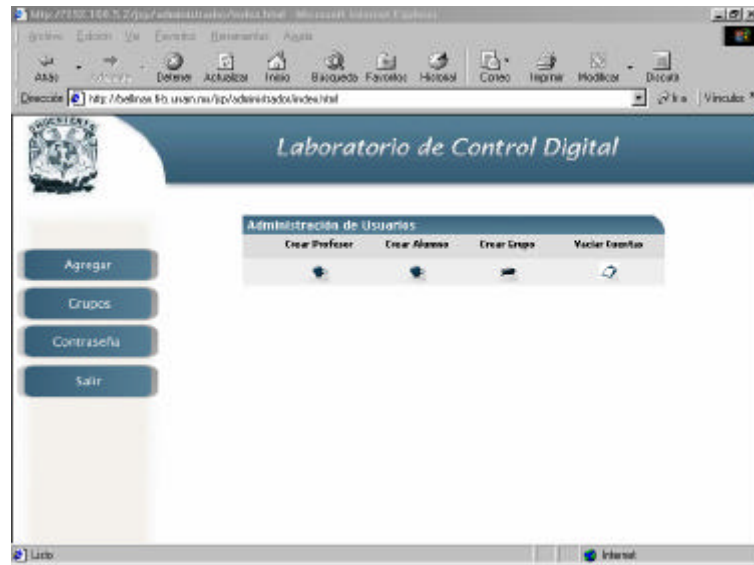 Archivo Edición Ver Favoritos Herramientas Ayuda
Atrás Detener Actualizar Inicio Búsqueda Favoritos Historial Correo Imprimir Modificar Discutir
Dirección Ir a Vínculos
Laboratorio de Control Digital
Administración de Usuarios
Crear Profesor Crear Alumno Crear Grupo Vaciar Cuentas
Agregar
Grupos
Contraseña
Salir
Listo Internet